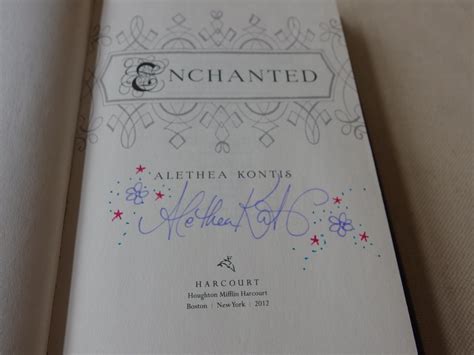 ENCHANTED
ALETHEA KONTIS
Alethea Kontis
HARCOURT
Houghton Mifflin Harcourt
Boston | New York | 2012